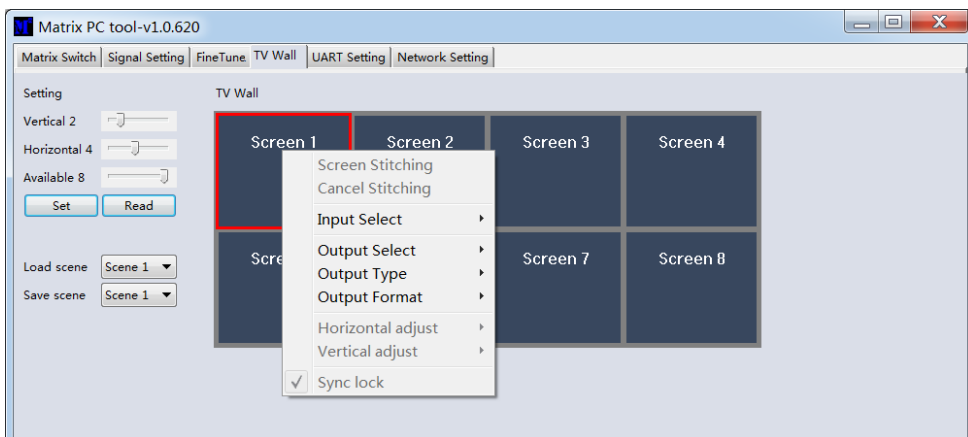 Matrix PC tool-v1.0.620
Matrix Switch Signal Setting FineTune TV Wall UART Setting Network Setting
Setting
Vertical 2
Horizontal 4
Available 8
Set Read
Load scene Scene 1
Save scene Scene 1
TV Wall
Screen 1 Screen 2 Screen 3 Screen 4
Scre Screen 7 Screen 8
Screen Stitching
Cancel Stitching
Input Select
Output Select
Output Type
Output Format
Horizontal adjust
Vertical adjust
Sync lock